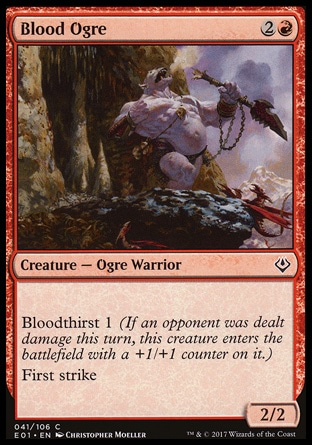 Blood Ogre 2
Creature — Ogre Warrior
Bloodthirst 1 (If an opponent was dealt
damage this turn, this creature enters the
battlefield with a +1/+1 counter on it.)
First strike
2/2
041/106 C
E01 • EN Christopher Moeller
™ & © 2017 Wizards of the Coast